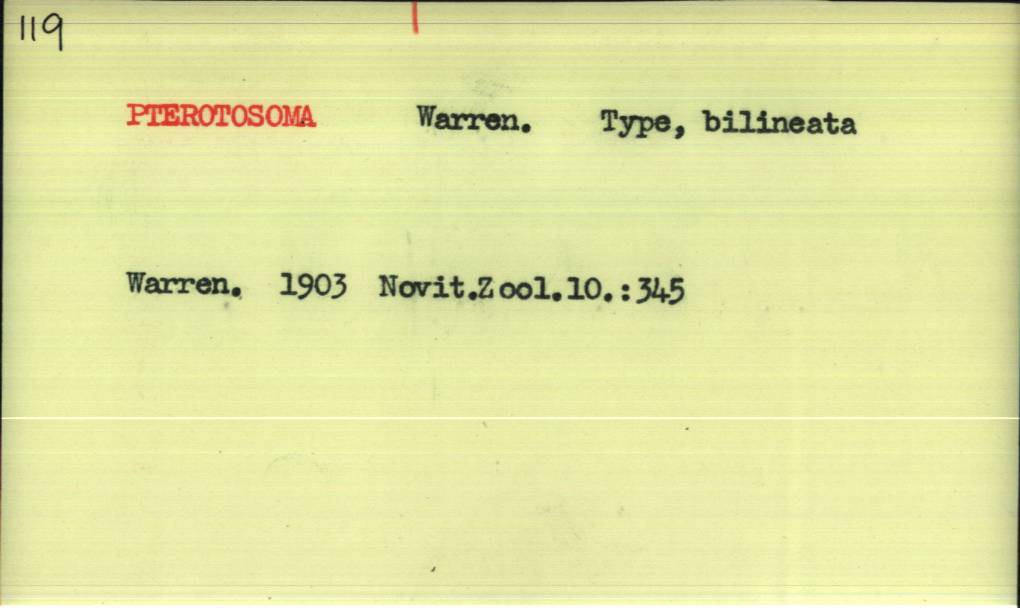 119
PTEROTOSOMA Warren. Type, bilineata
Warren. 1903 Novit.Zool.10.:345